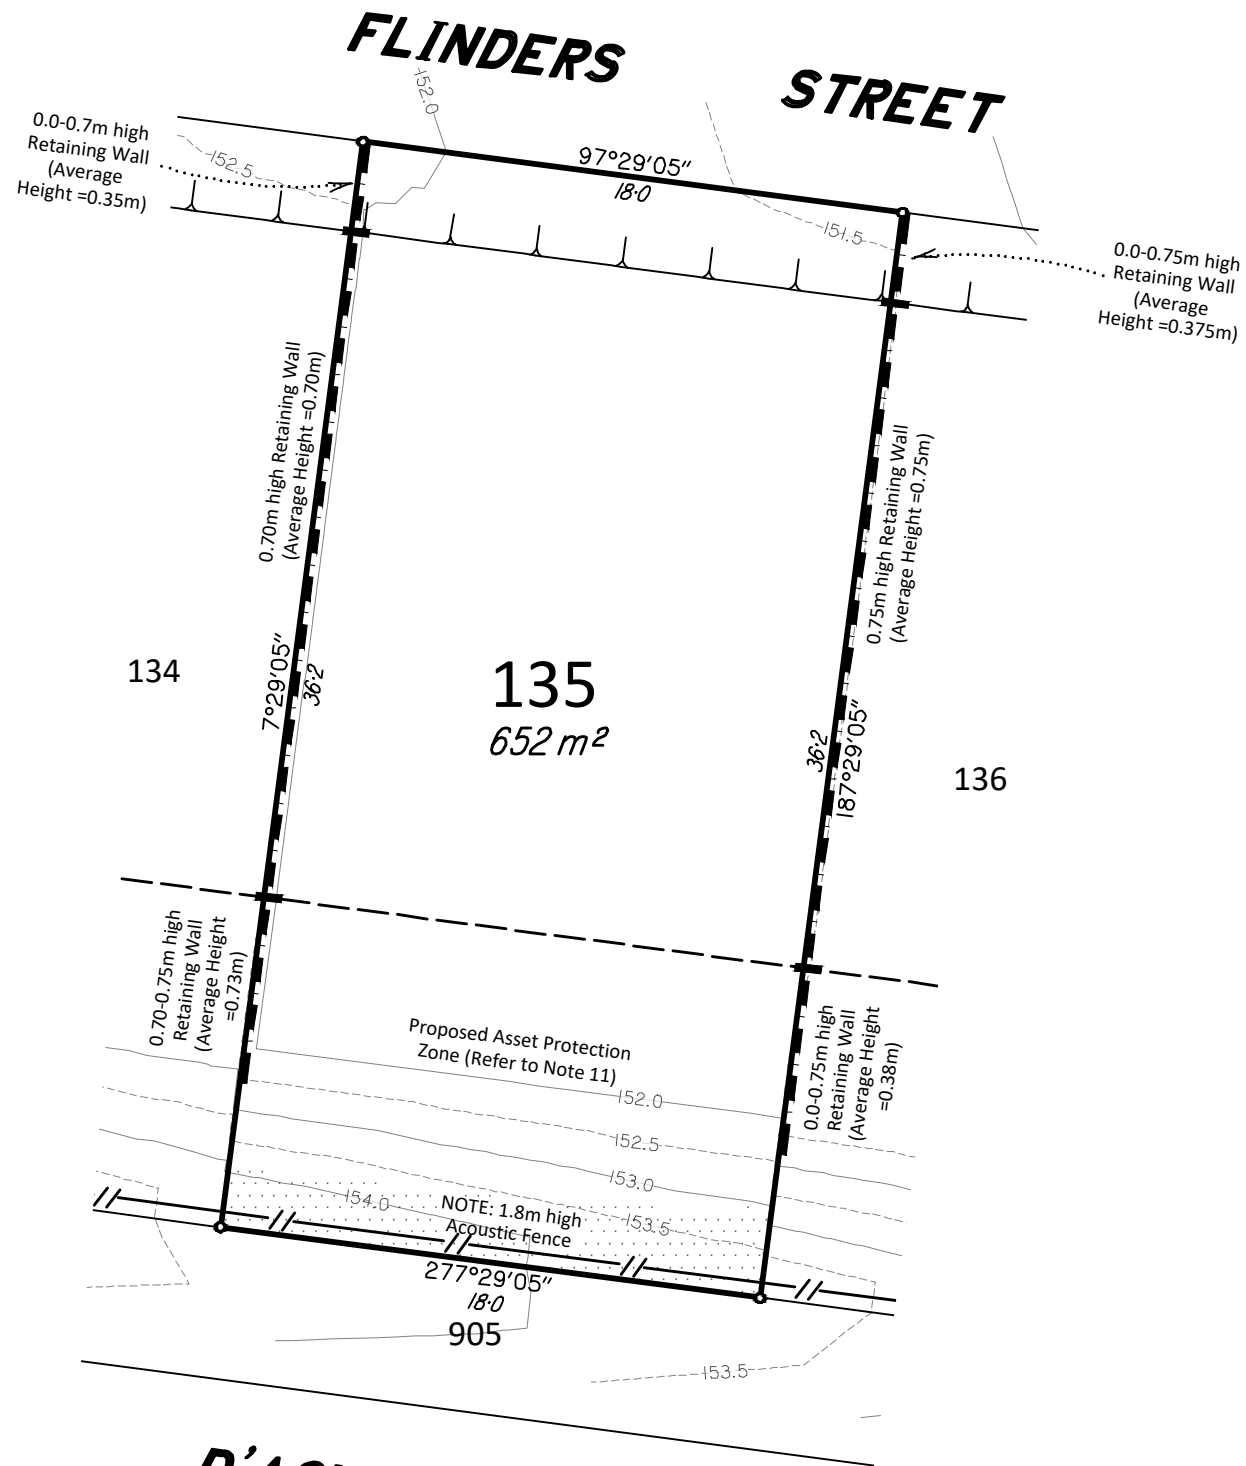 FLINDERS STREET
152.0
0.0-0.7m high
Retaining Wall
(Average
Height =0.35m)
152.5
97°29'05"
18·0
151.5
0.0-0.75m high
Retaining Wall
(Average
Height =0.375m)
0.70m high Retaining Wall
(Average Height =0.70m)
0.75m high Retaining Wall
(Average Height =0.75m)
7°29'05"
36·2
134
135
652 m²
36·2
187°29'05"
136
0.70-0.75m high
Retaining Wall
(Average Height
=0.73m)
Proposed Asset Protection
Zone (Refer to Note 11)
0.0-0.75m high
Retaining Wall
(Average Height
=0.38m)
152.0
152.5
153.0
154.0
NOTE: 1.8m high
Acoustic Fence
153.5
277°29'05"
18·0
905
153.5